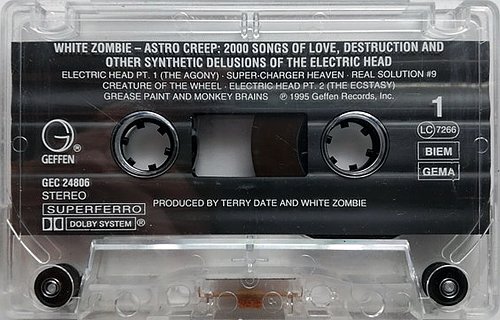 WHITE ZOMBIE – ASTRO CREEP: 2000 SONGS OF LOVE, DESTRUCTION AND
OTHER SYNTHETIC DELUSIONS OF THE ELECTRIC HEAD
ELECTRIC HEAD PT. 1 (THE AGONY) · SUPER-CHARGER HEAVEN · REAL SOLUTION #9
CREATURE OF THE WHEEL · ELECTRIC HEAD PT. 2 (THE ECSTASY)
GREASE PAINT AND MONKEY BRAINS ℗ 1995 Geffen Records, Inc.
1
G ®
GEFFEN
LC 7266
BIEM
GEMA
GEC 24806
STEREO
SUPERFERRO
DOLBY SYSTEM ®
PRODUCED BY TERRY DATE AND WHITE ZOMBIE